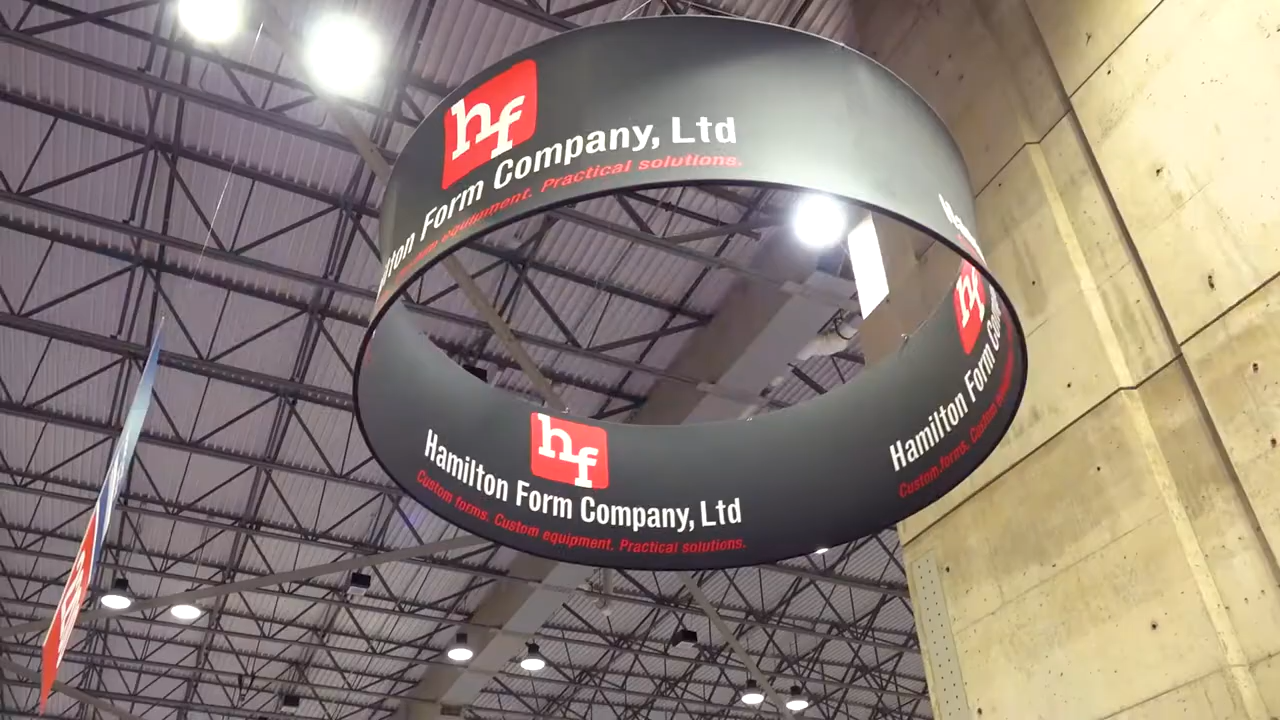 hf
Form Company, Ltd
equipment. Practical solutions.
hf
Hamilton Form Company, Ltd
Custom forms. Custom equipment. Practical solutions.
hf
Hamilton Form
Custom forms. Custom